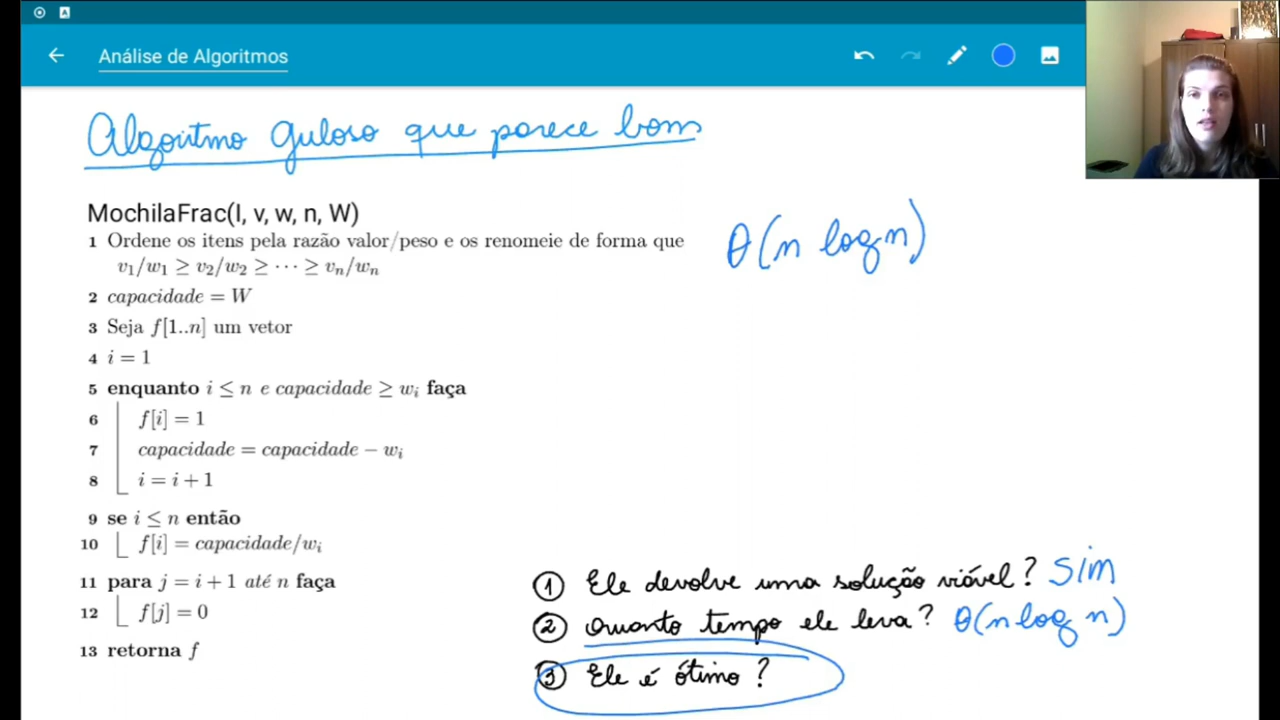 Análise de Algoritmos
Algoritmo guloso que parece bom
MochilaFrac(I, v, w, n, W)
1 Ordene os itens pela razão valor/peso e os renomeie de forma que
v₁/w₁ ≥ v₂/w₂ ≥ ⋯ ≥ vₙ/wₙ
θ(n log n)
2 capacidade = W
3 Seja f[1..n] um vetor
4 i = 1
5 enquanto i ≤ n e capacidade ≥ wᵢ faça
6 f[i] = 1
7 capacidade = capacidade − wᵢ
8 i = i + 1
9 se i ≤ n então
10 f[i] = capacidade/wᵢ
11 para j = i + 1 até n faça
12 f[j] = 0
13 retorna f
① Ele devolve uma solução viável? Sim
② Quanto tempo ele leva? θ(n log n)
③ Ele é ótimo?